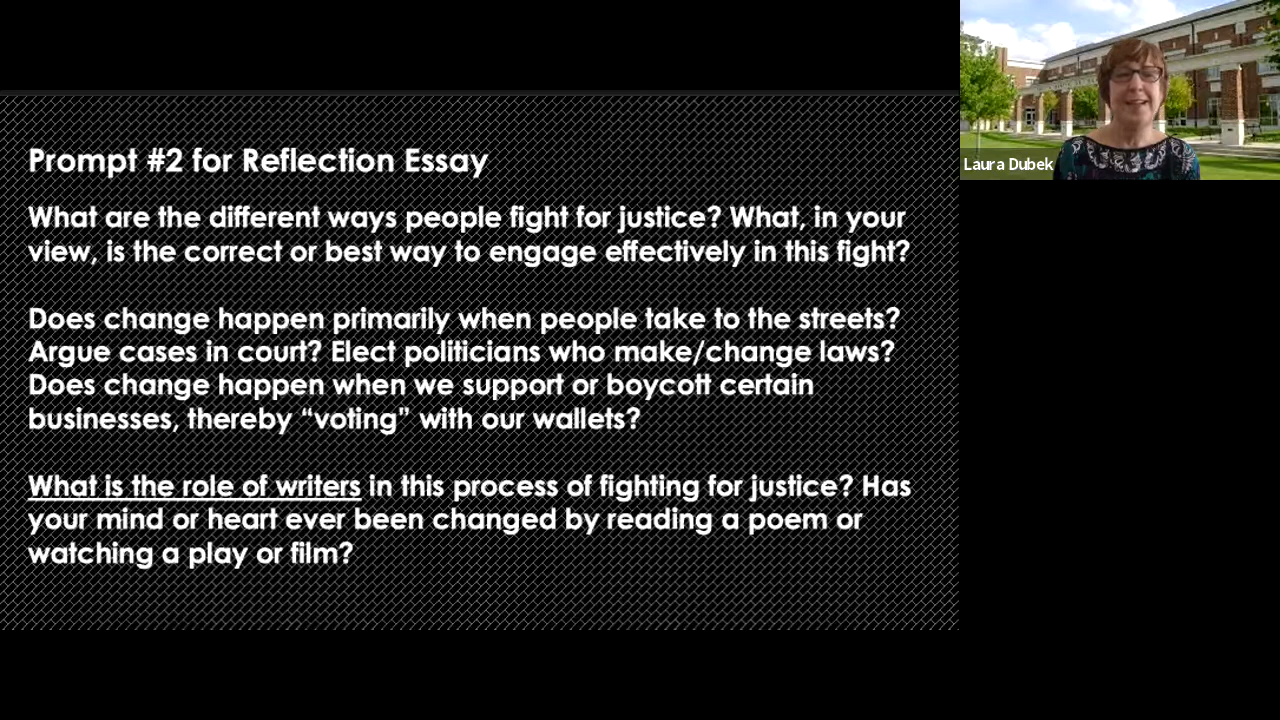 Prompt #2 for Reflection Essay
What are the different ways people fight for justice? What, in your
view, is the correct or best way to engage effectively in this fight?
Does change happen primarily when people take to the streets?
Argue cases in court? Elect politicians who make/change laws?
Does change happen when we support or boycott certain
businesses, thereby “voting” with our wallets?
What is the role of writers in this process of fighting for justice? Has
your mind or heart ever been changed by reading a poem or
watching a play or film?
Laura Dubek